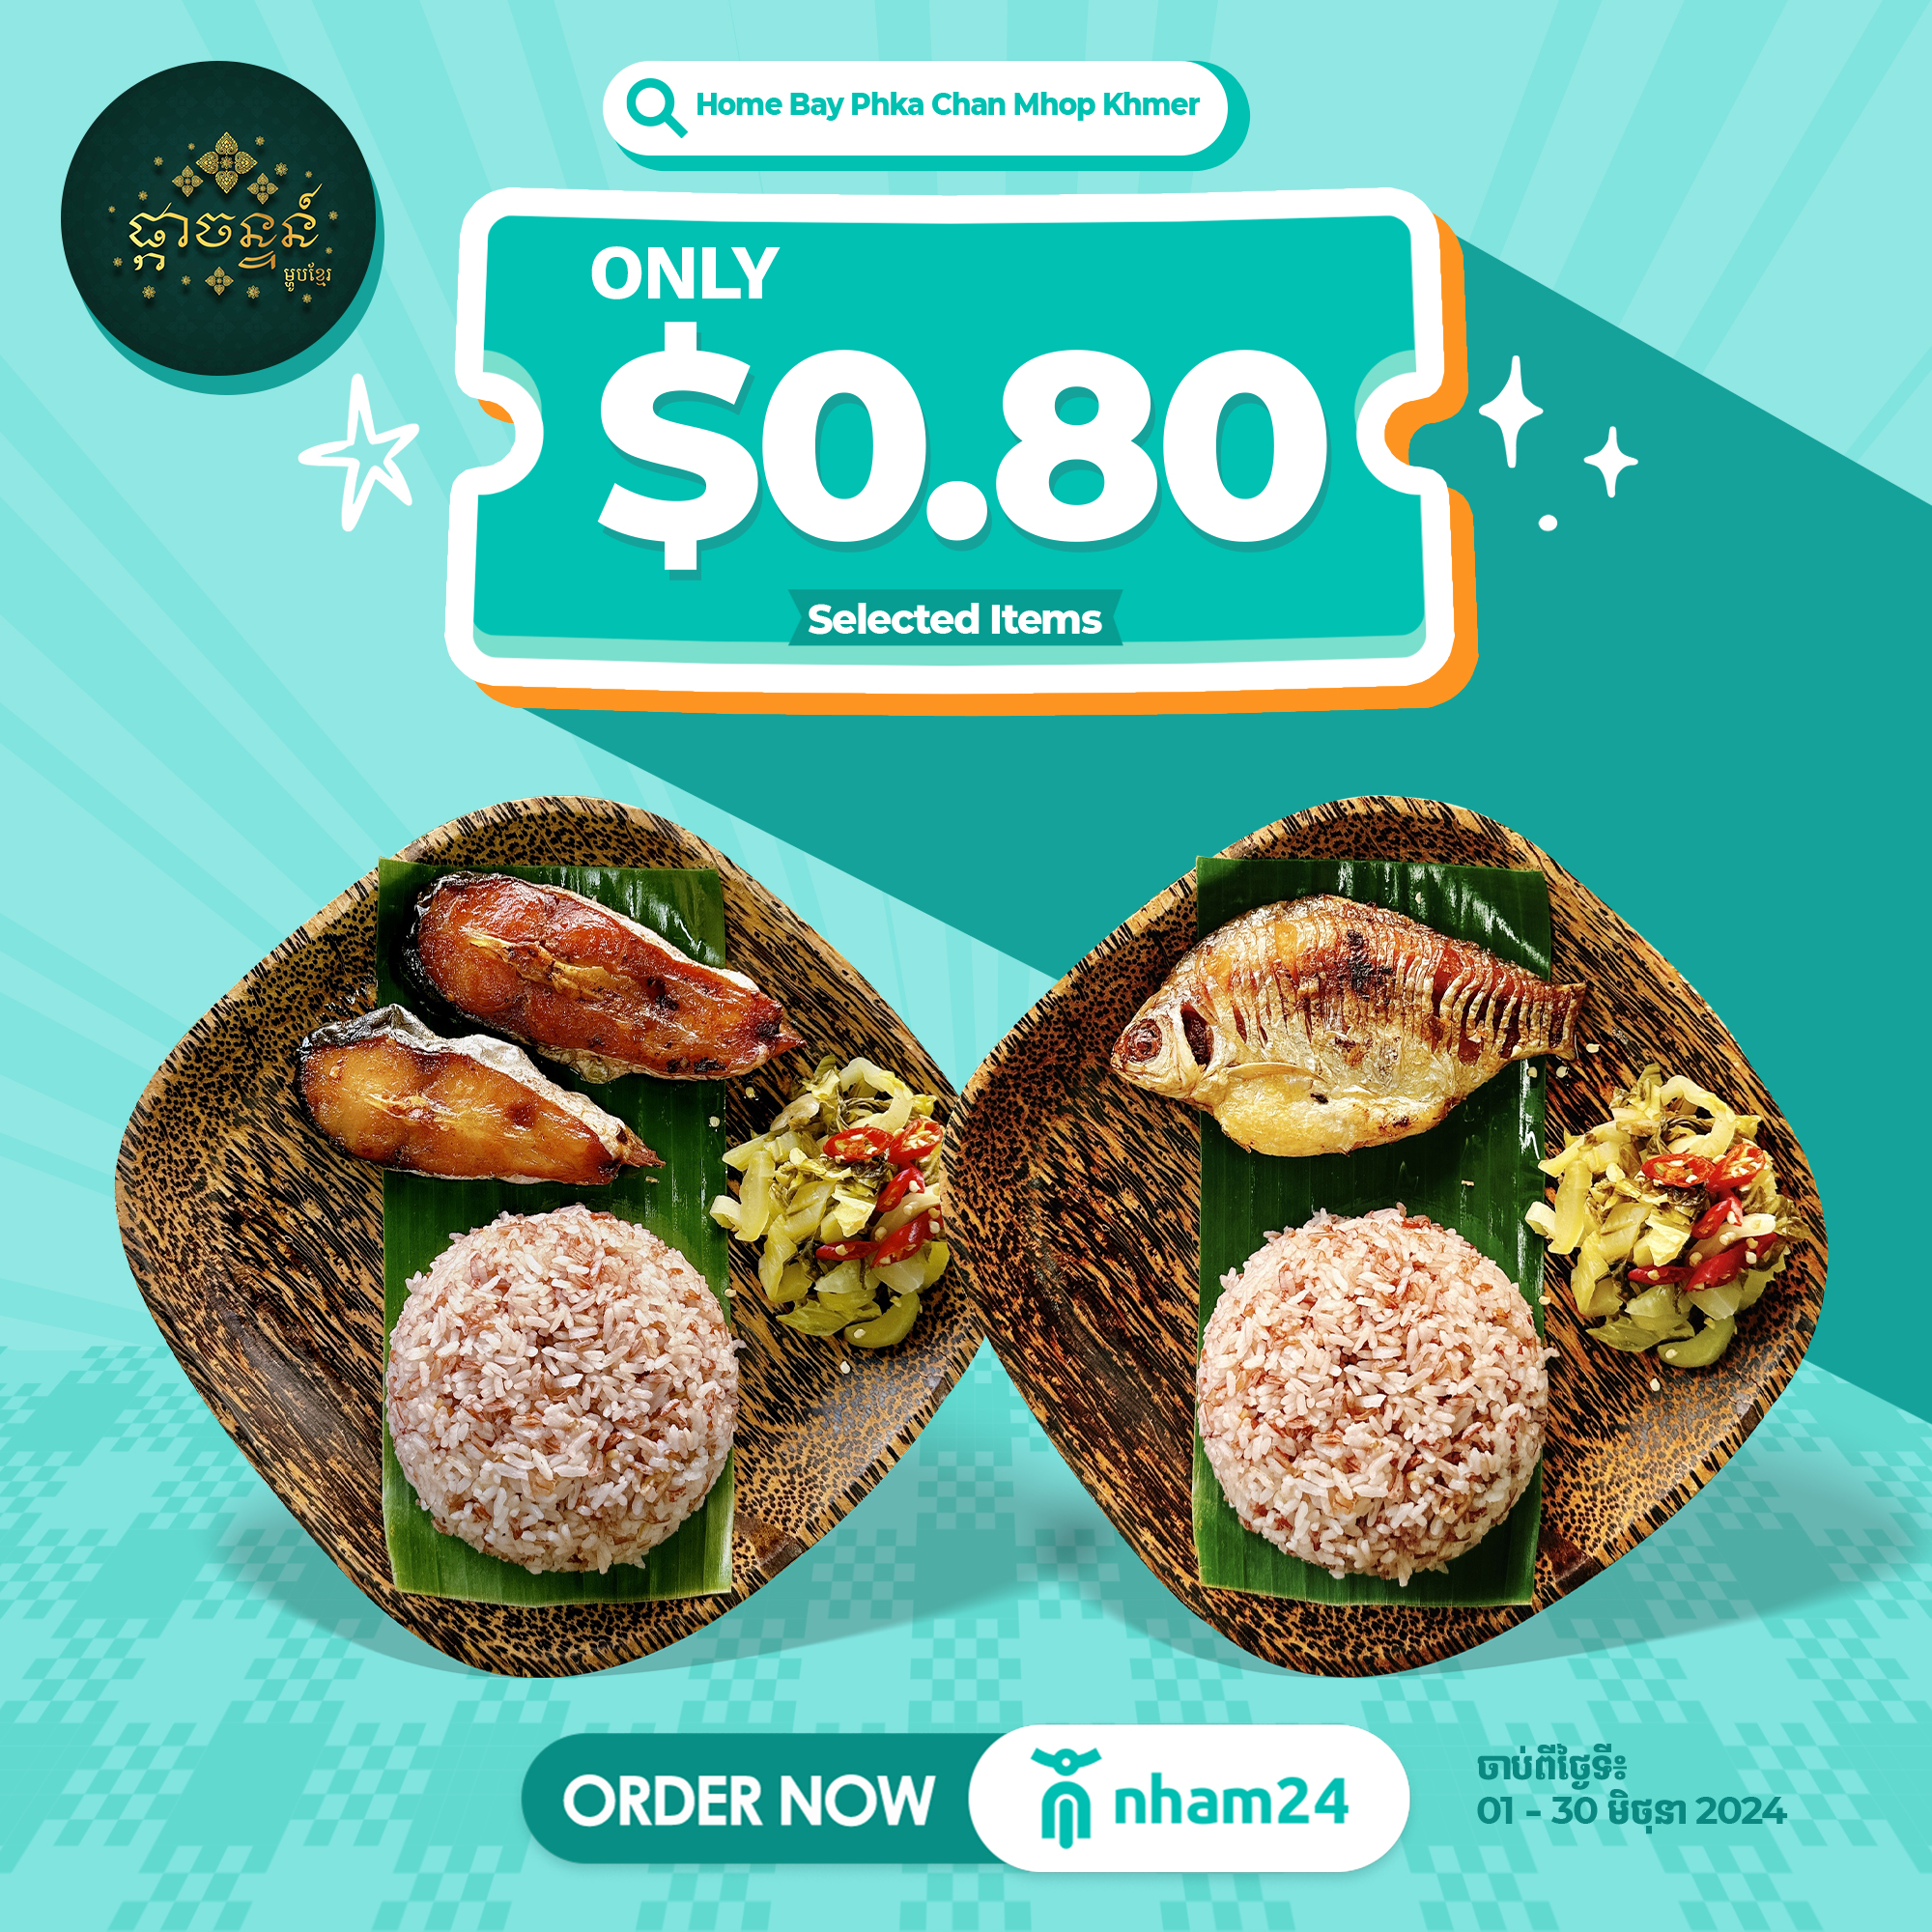 Home Bay Phka Chan Mhop Khmer
ផ្កាចន្ទន៍
ម្ហូបខ្មែរ
ONLY
$0.80
Selected Items
ORDER NOW
nham24
ចាប់ពីថ្ងៃទី៖
01 - 30 មិថុនា 2024